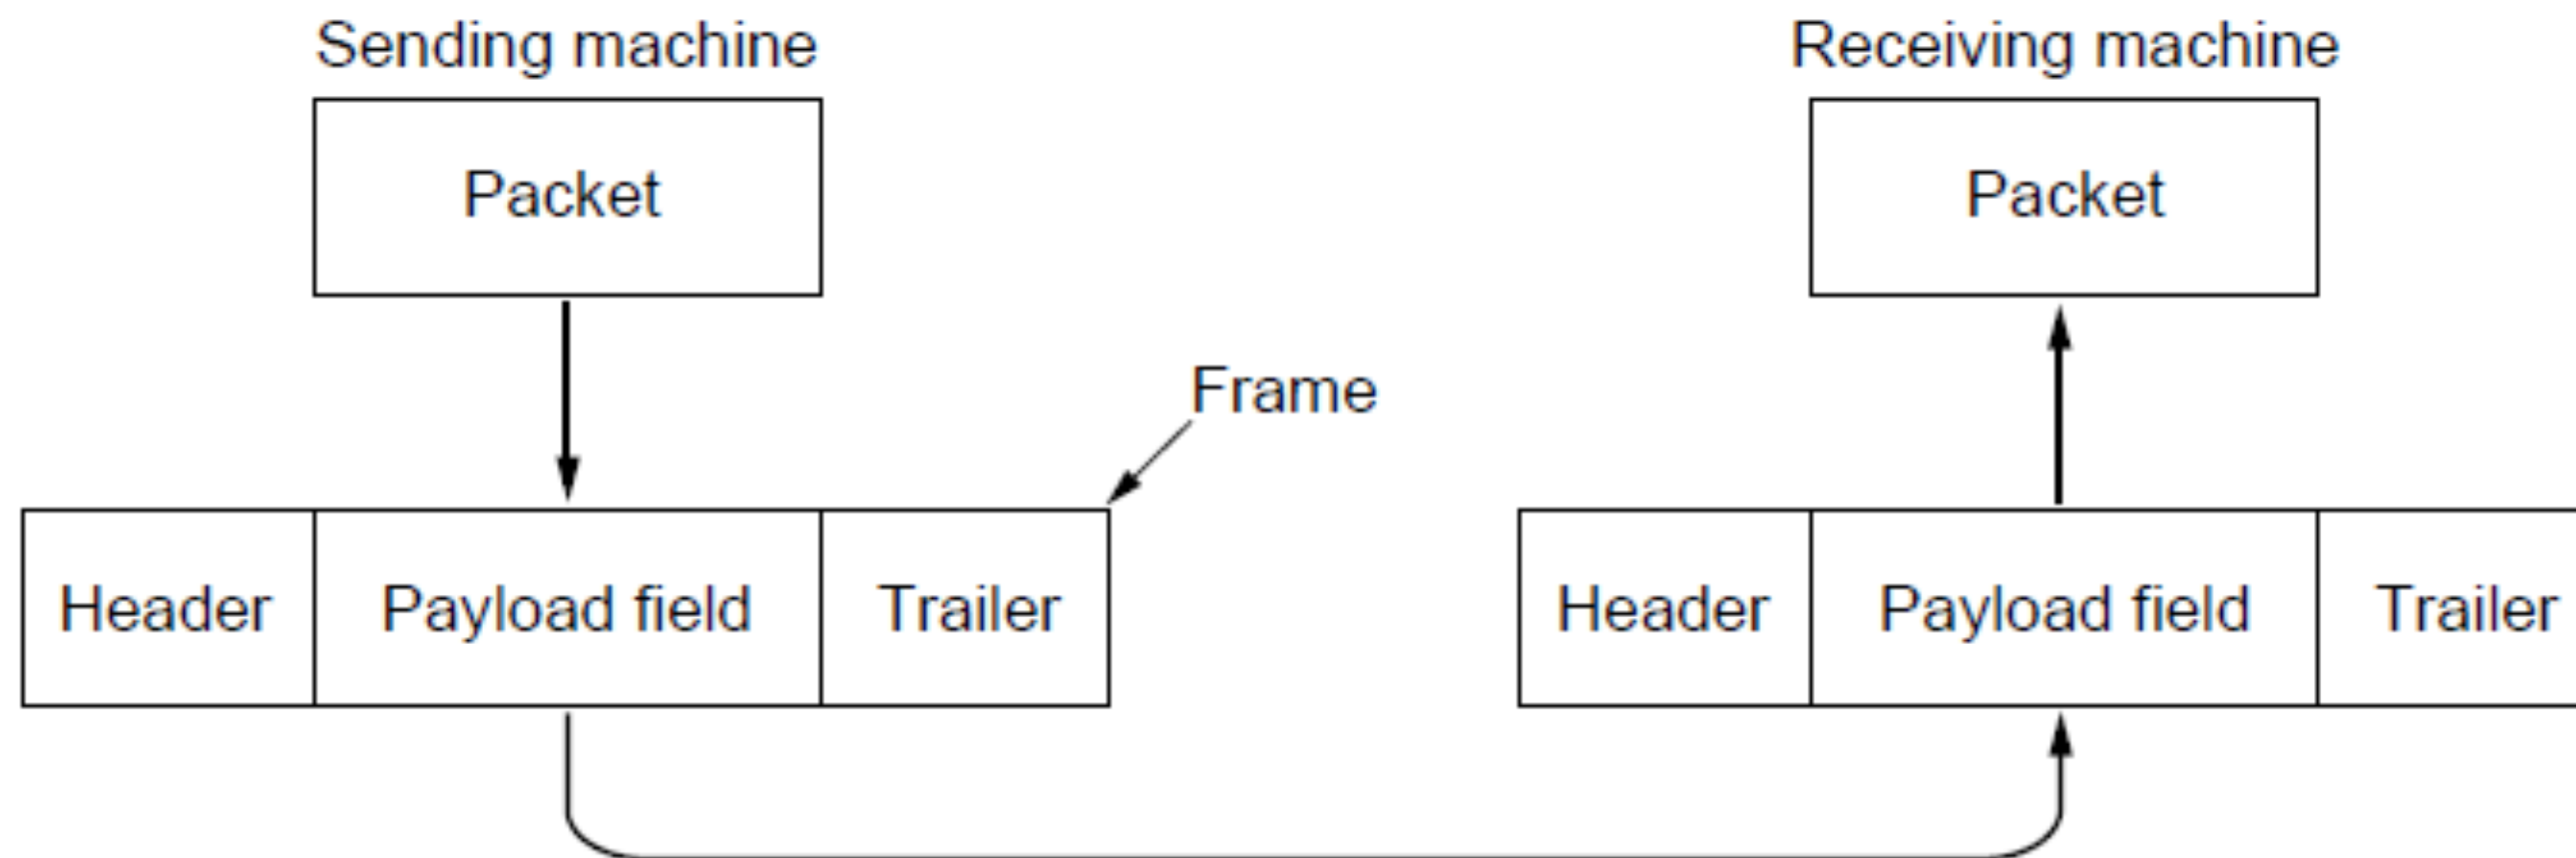 Sending machine
Receiving machine
Packet
Packet
Frame
Header
Payload field
Trailer
Header
Payload field
Trailer